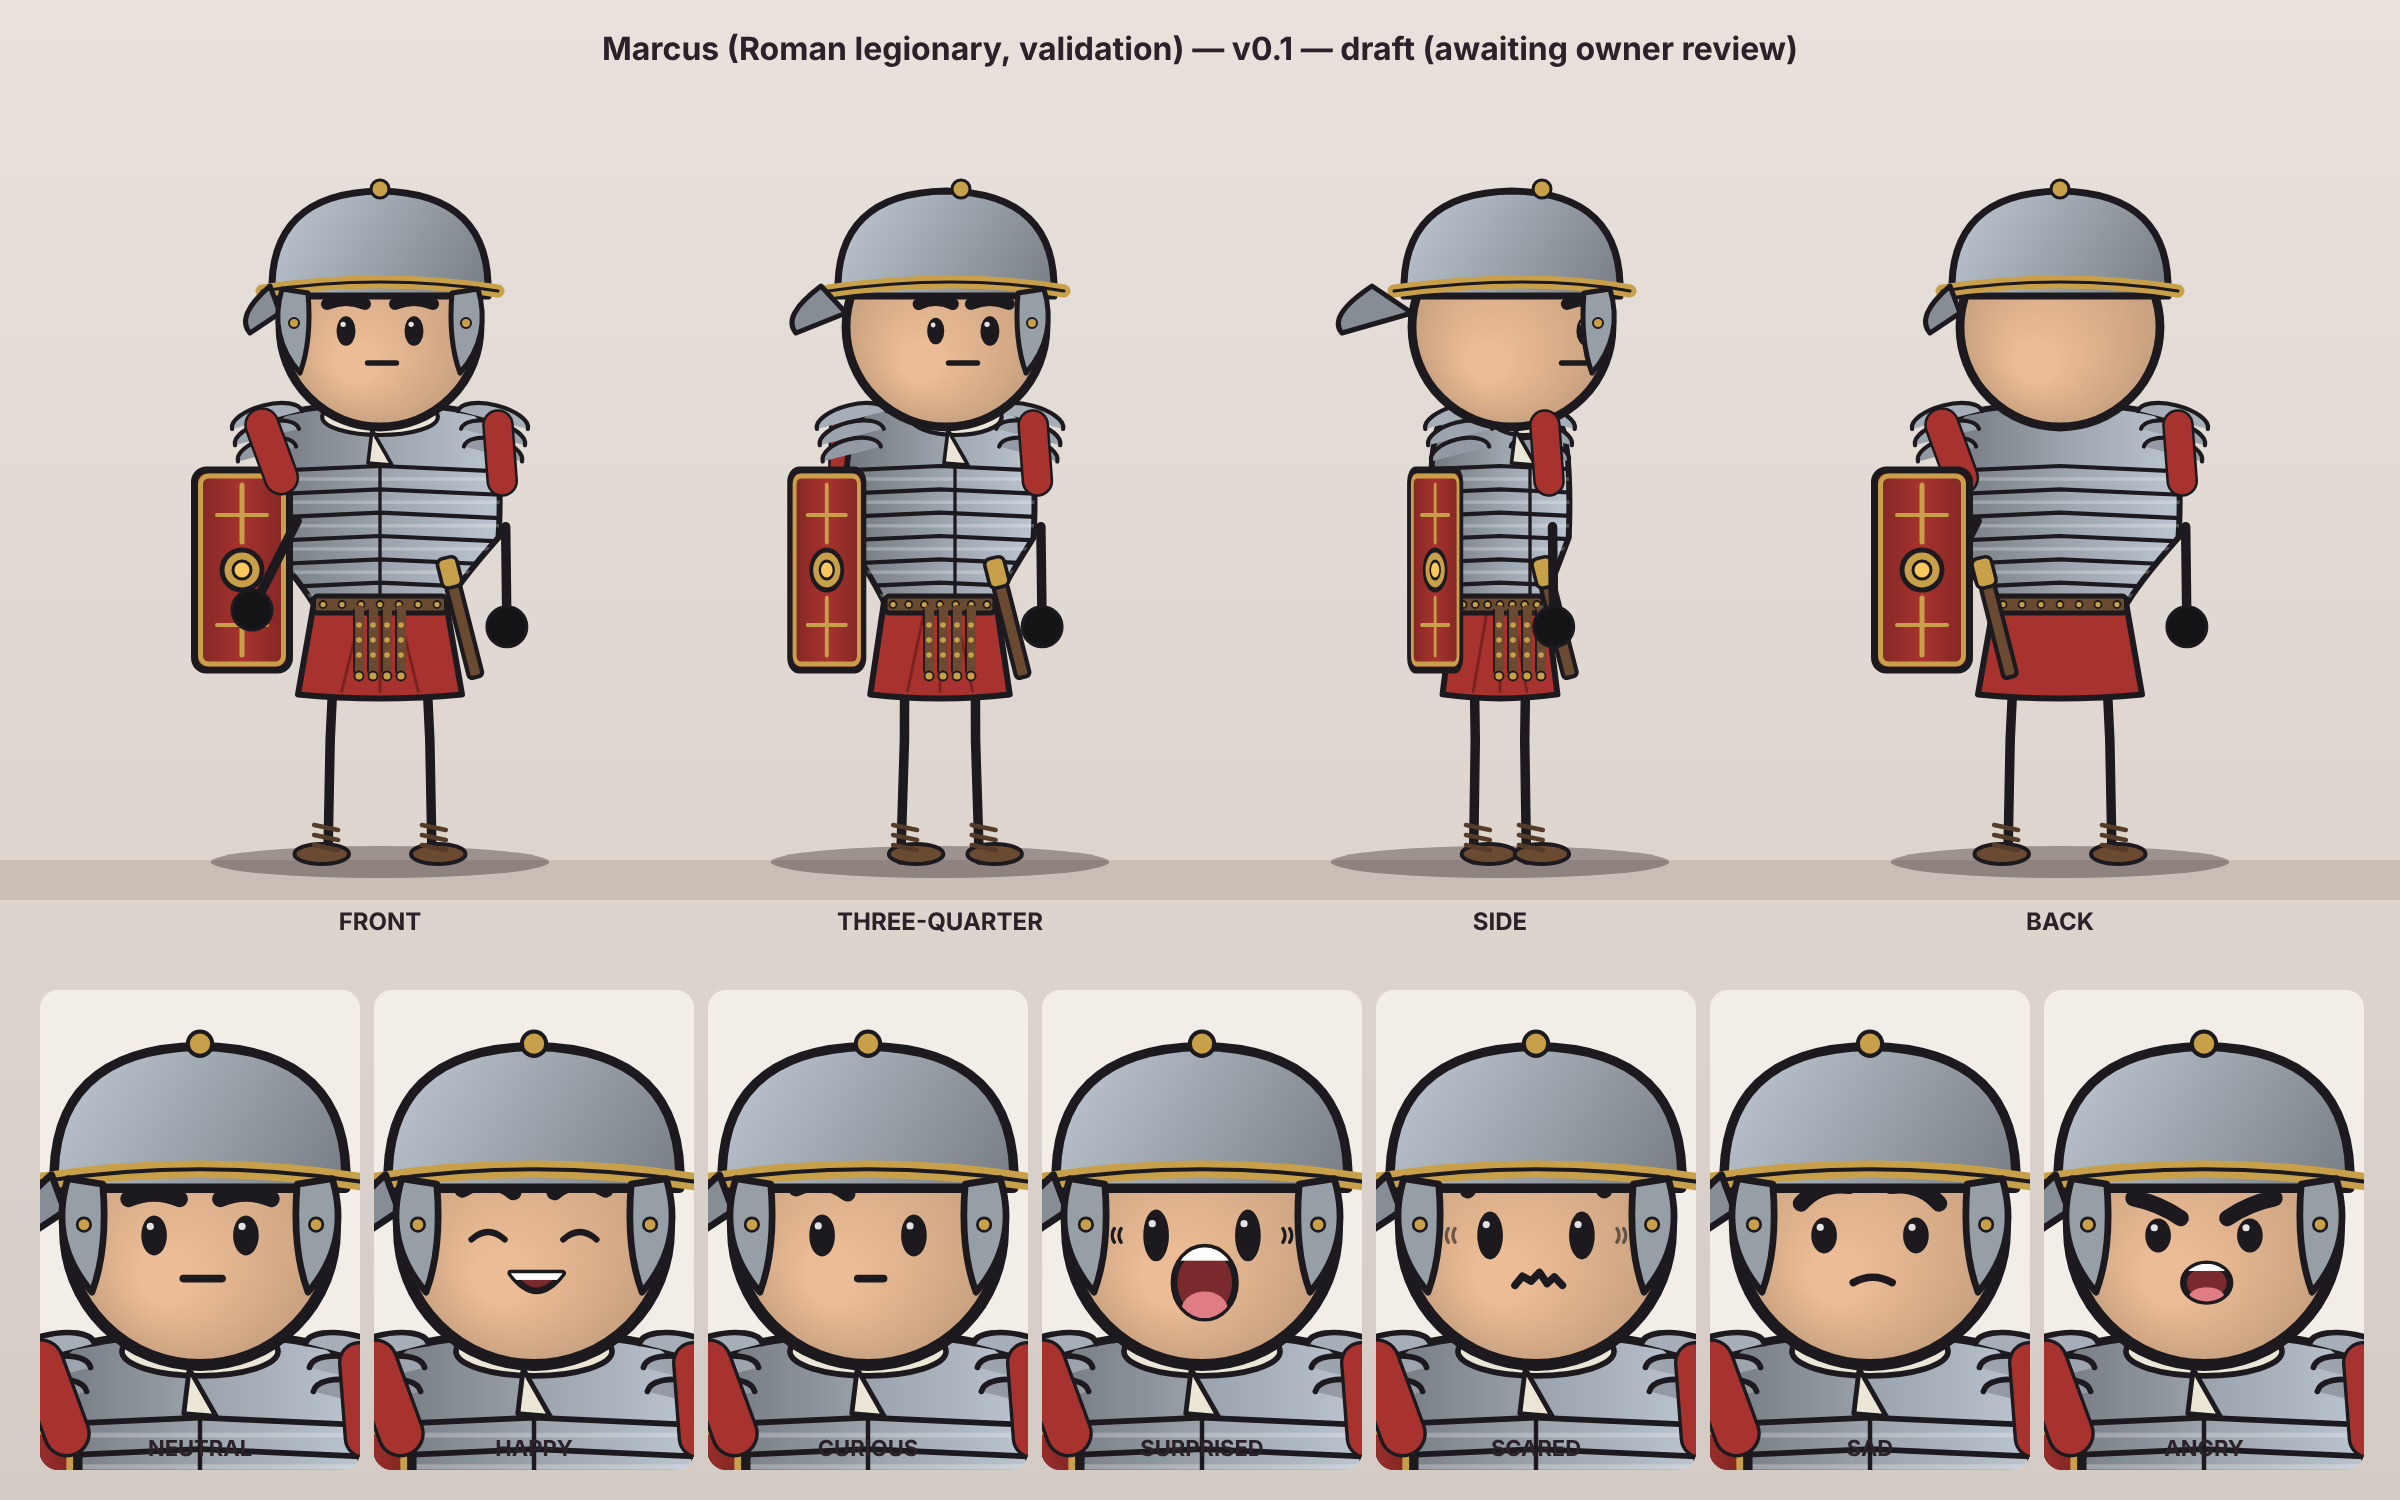 Marcus (Roman legionary, validation) — v0.1 — draft (awaiting owner review)
FRONT
THREE-QUARTER
SIDE
BACK
NEUTRAL
HAPPY
CURIOUS
SURPRISED
SCARED
SAD
ANGRY